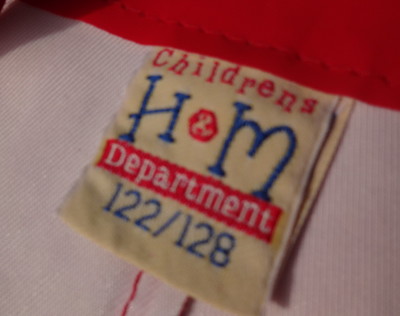 Childrens
H&M
Department
122/128